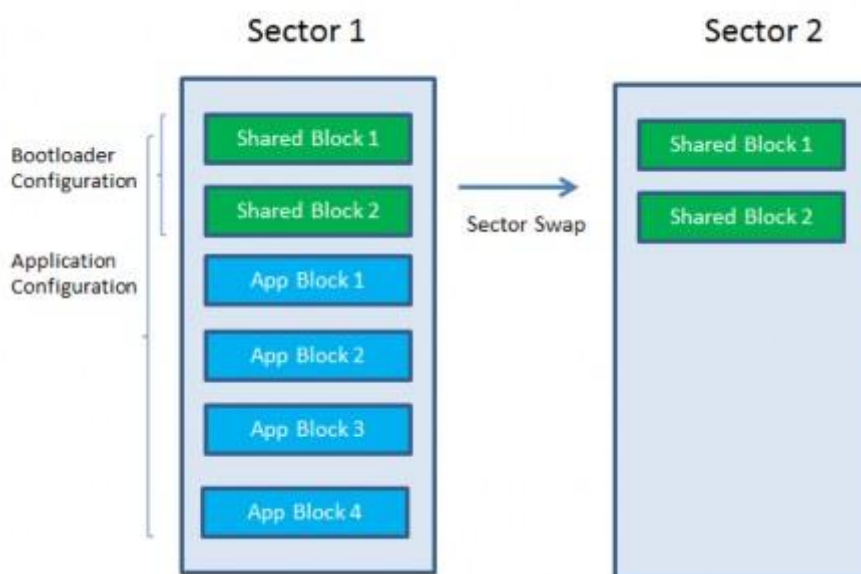 Sector 1
Sector 2
Bootloader
Configuration
Application
Configuration
Shared Block 1
Shared Block 2
App Block 1
App Block 2
App Block 3
App Block 4
Sector Swap
Shared Block 1
Shared Block 2